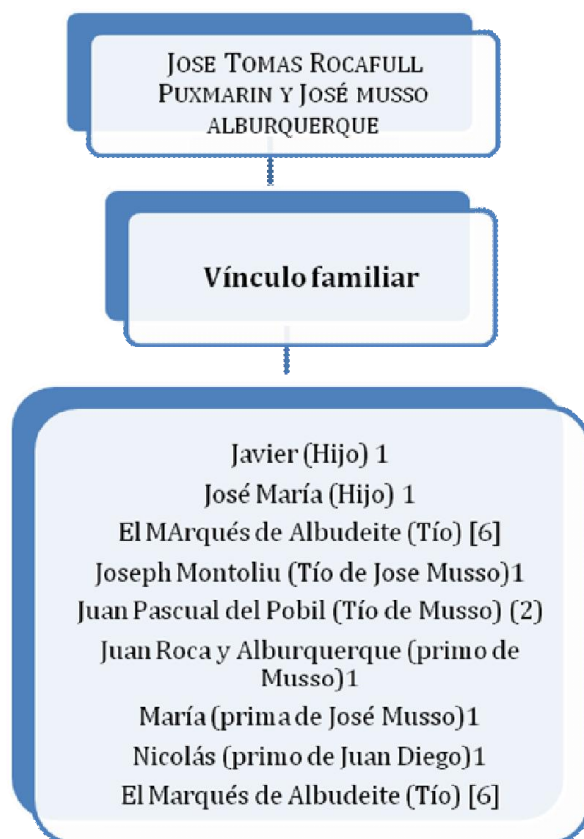 JOSE TOMAS ROCAFULL
PUXMARIN Y JOSÉ MUSSO
ALBURQUERQUE
Vínculo familiar
Javier (Hijo) 1
José María (Hijo) 1
El MArqués de Albudeite (Tío) [6]
Joseph Montoliu (Tío de Jose Musso)1
Juan Pascual del Pobil (Tío de Musso) (2)
Juan Roca y Alburquerque (primo de
Musso)1
María (prima de José Musso)1
Nicolás (primo de Juan Diego)1
El Marqués de Albudeite (Tío) [6]